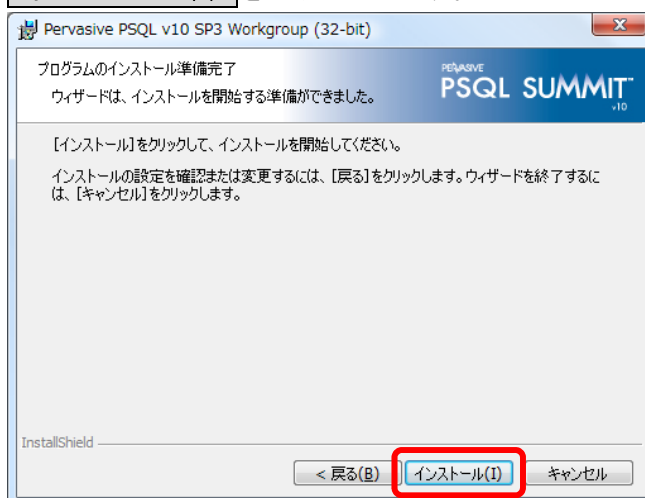 Pervasive PSQL v10 SP3 Workgroup (32-bit)
プログラムのインストール準備完了
ウィザードは、インストールを開始する準備ができました。
PERVASIVE
PSQL SUMMIT™
v10
[インストール]をクリックして、インストールを開始してください。
インストールの設定を確認または変更するには、[戻る]をクリックします。ウィザードを終了するに
は、[キャンセル]をクリックします。
InstallShield
< 戻る(B)
インストール(I)
キャンセル